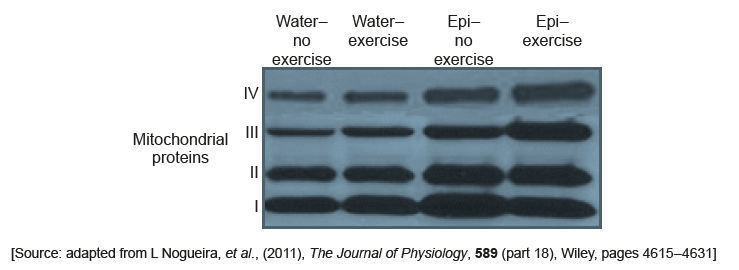 Water–
no
exercise
Water–
exercise
Epi–
no
exercise
Epi–
exercise
Mitochondrial
proteins
IV
III
II
I
[Source: adapted from L Nogueira, et al., (2011), The Journal of Physiology, 589 (part 18), Wiley, pages 4615–4631]